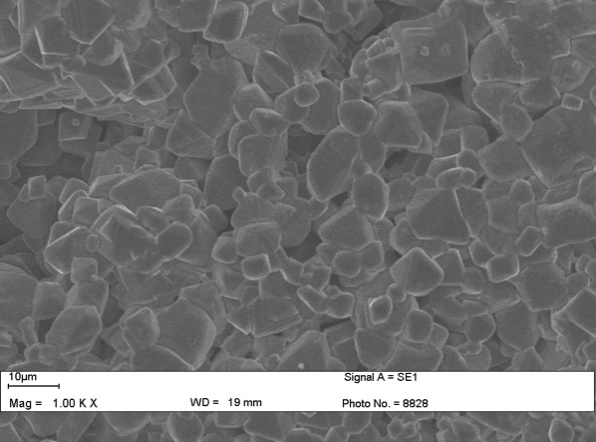 10µm
Signal A = SE1
Mag = 1.00 K X
WD = 19 mm
Photo No. = 8828